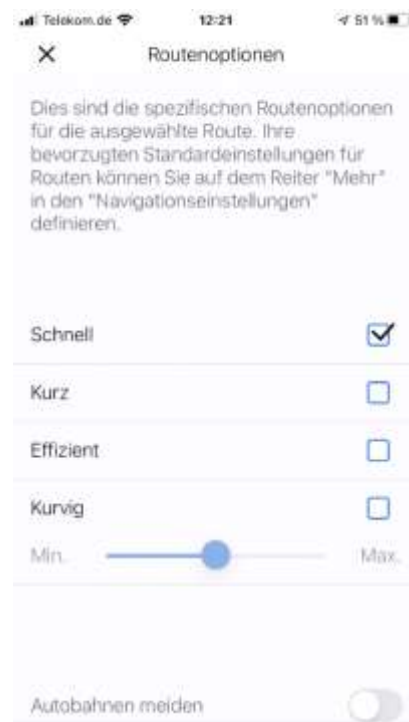 Telekom.de 12:21 51 %
Routenoptionen
Dies sind die spezifischen Routenoptionen
für die ausgewählte Route. Ihre
bevorzugten Standardeinstellungen für
Routen können Sie auf dem Reiter "Mehr"
in den "Navigationseinstellungen"
definieren.
Schnell
Kurz
Effizient
Kurvig
Min. Max.
Autobahnen meiden